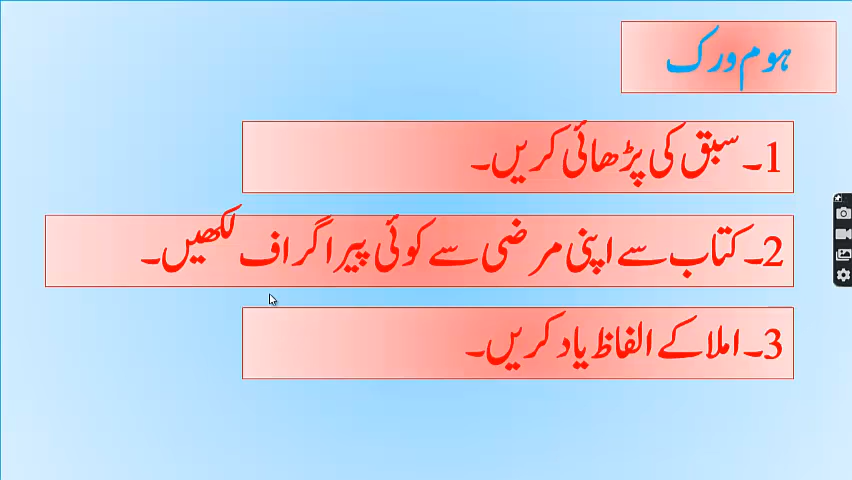 ہوم ورک
1۔ سبق کی پڑھائی کریں۔
2۔ کتاب سے اپنی مرضی سے کوئی پیراگراف لکھیں۔
3۔ املا کے الفاظ یاد کریں۔